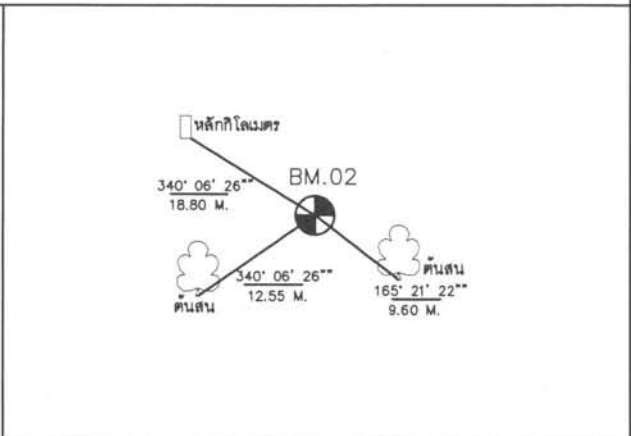 หลักกิโลเมตร
BM.02
340° 06' 26""
18.80 M.
ต้นสน
340° 06' 26""
12.55 M.
165° 21' 22""
9.60 M.
ต้นสน